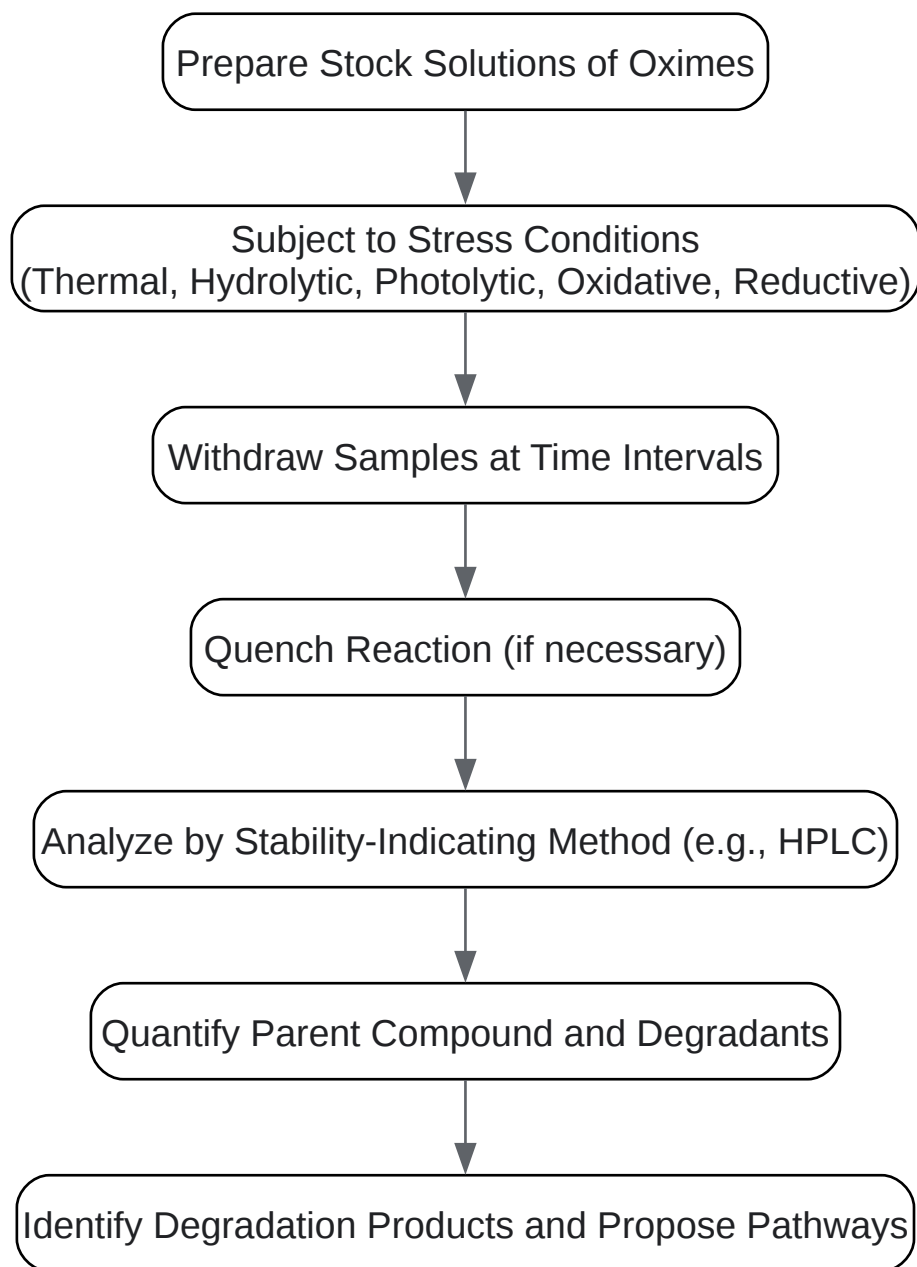 Prepare Stock Solutions of Oximes
Subject to Stress Conditions
(Thermal, Hydrolytic, Photolytic, Oxidative, Reductive)
Withdraw Samples at Time Intervals
Quench Reaction (if necessary)
Analyze by Stability-Indicating Method (e.g., HPLC)
Quantify Parent Compound and Degradants
Identify Degradation Products and Propose Pathways